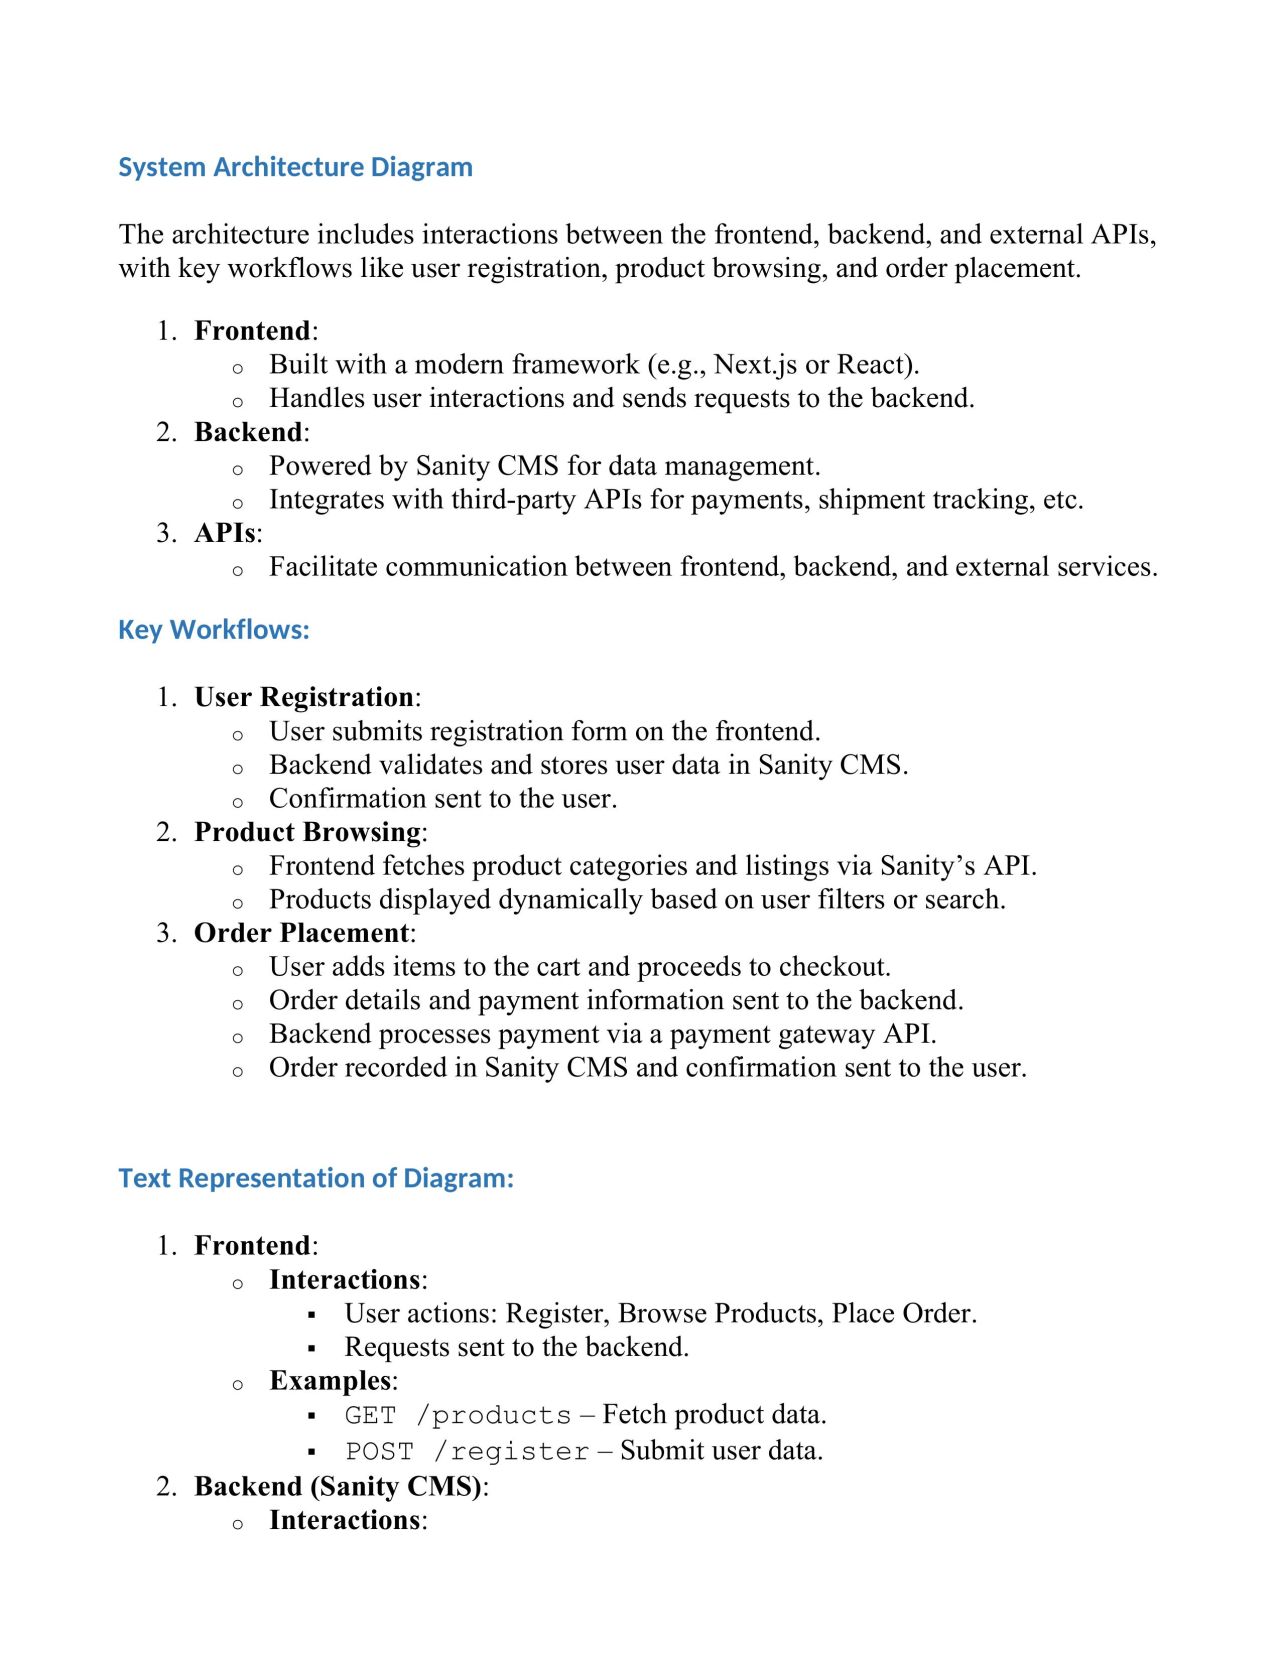 System Architecture Diagram
The architecture includes interactions between the frontend, backend, and external APIs,
with key workflows like user registration, product browsing, and order placement.
1. Frontend:
o Built with a modern framework (e.g., Next.js or React).
o Handles user interactions and sends requests to the backend.
2. Backend:
o Powered by Sanity CMS for data management.
o Integrates with third-party APIs for payments, shipment tracking, etc.
3. APIs:
o Facilitate communication between frontend, backend, and external services.
Key Workflows:
1. User Registration:
o User submits registration form on the frontend.
o Backend validates and stores user data in Sanity CMS.
o Confirmation sent to the user.
2. Product Browsing:
o Frontend fetches product categories and listings via Sanity’s API.
o Products displayed dynamically based on user filters or search.
3. Order Placement:
o User adds items to the cart and proceeds to checkout.
o Order details and payment information sent to the backend.
o Backend processes payment via a payment gateway API.
o Order recorded in Sanity CMS and confirmation sent to the user.
Text Representation of Diagram:
1. Frontend:
o Interactions:
▪ User actions: Register, Browse Products, Place Order.
▪ Requests sent to the backend.
o Examples:
▪ GET /products – Fetch product data.
▪ POST /register – Submit user data.
2. Backend (Sanity CMS):
o Interactions: